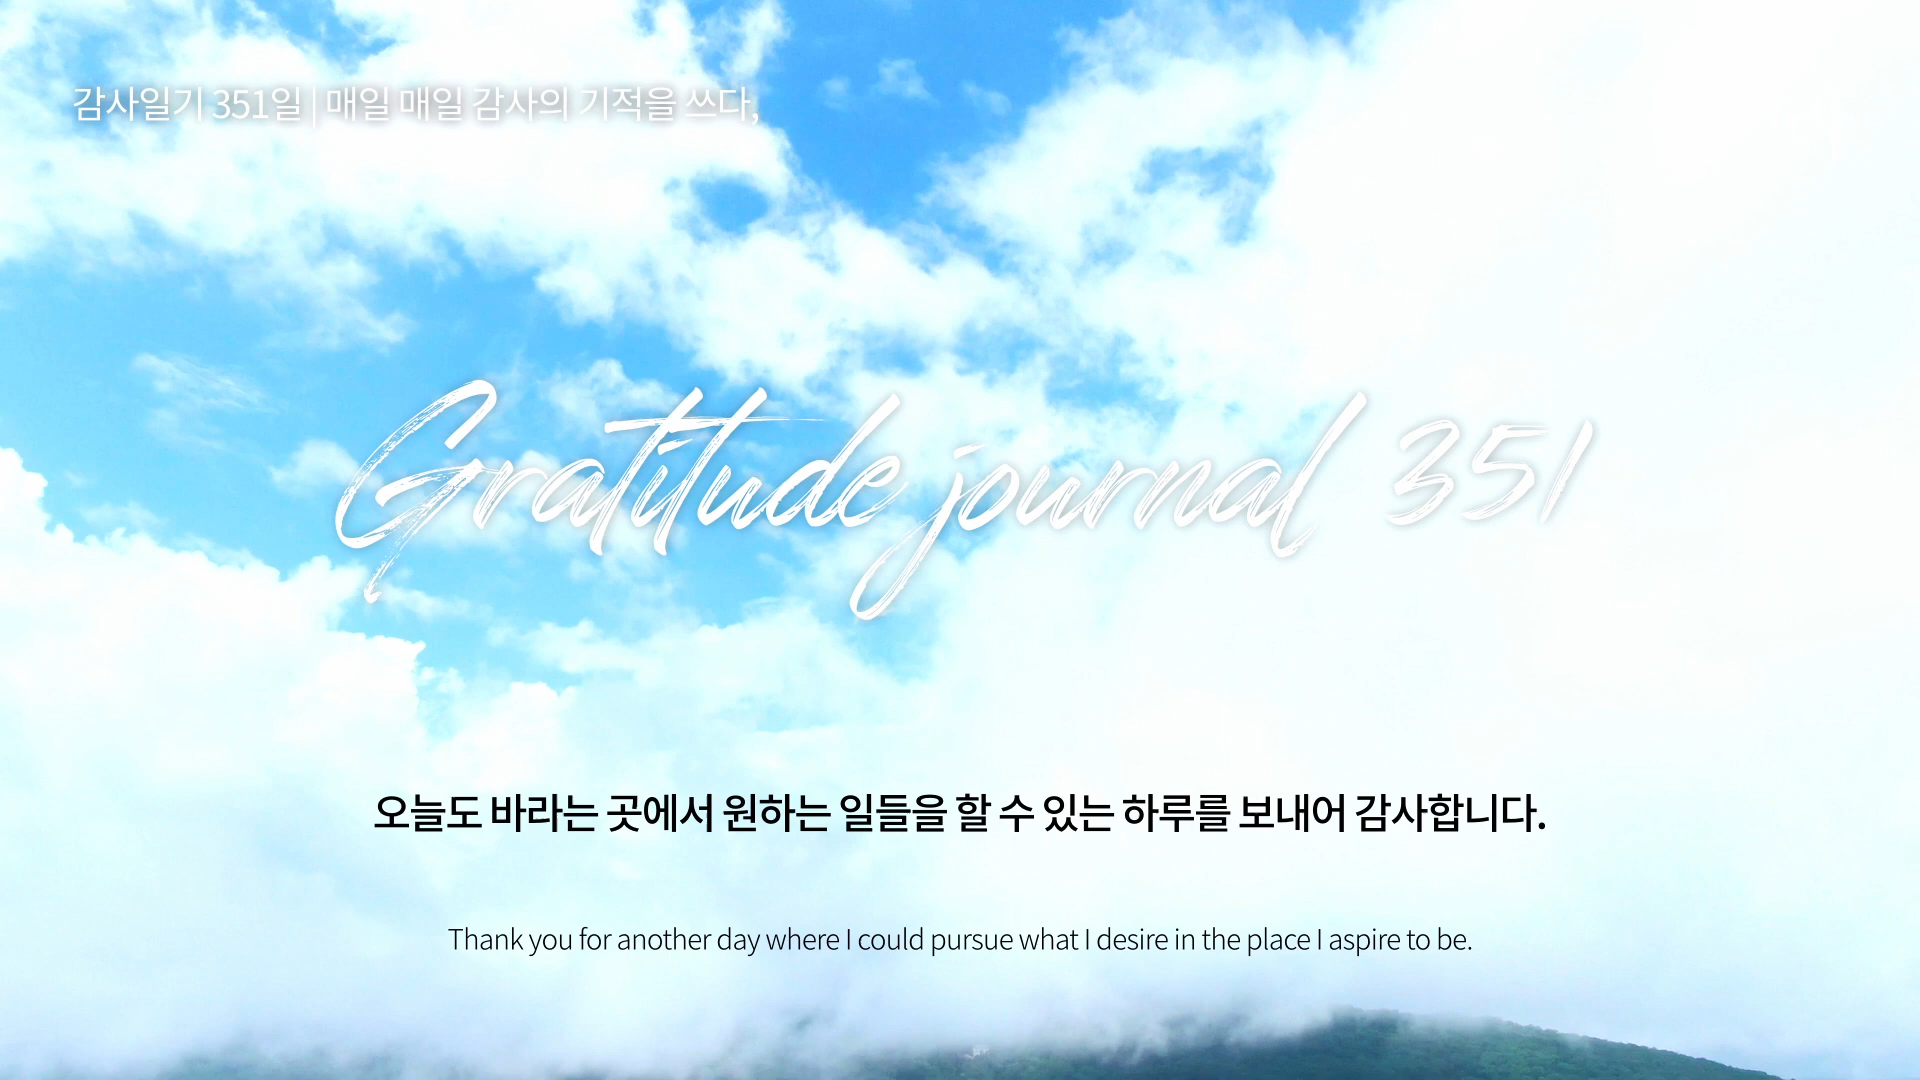 감사일기 351일 | 매일 매일 감사의 기적을 쓰다,
Gratitude journal 351
오늘도 바라는 곳에서 원하는 일들을 할 수 있는 하루를 보내어 감사합니다.
Thank you for another day where I could pursue what I desire in the place I aspire to be.